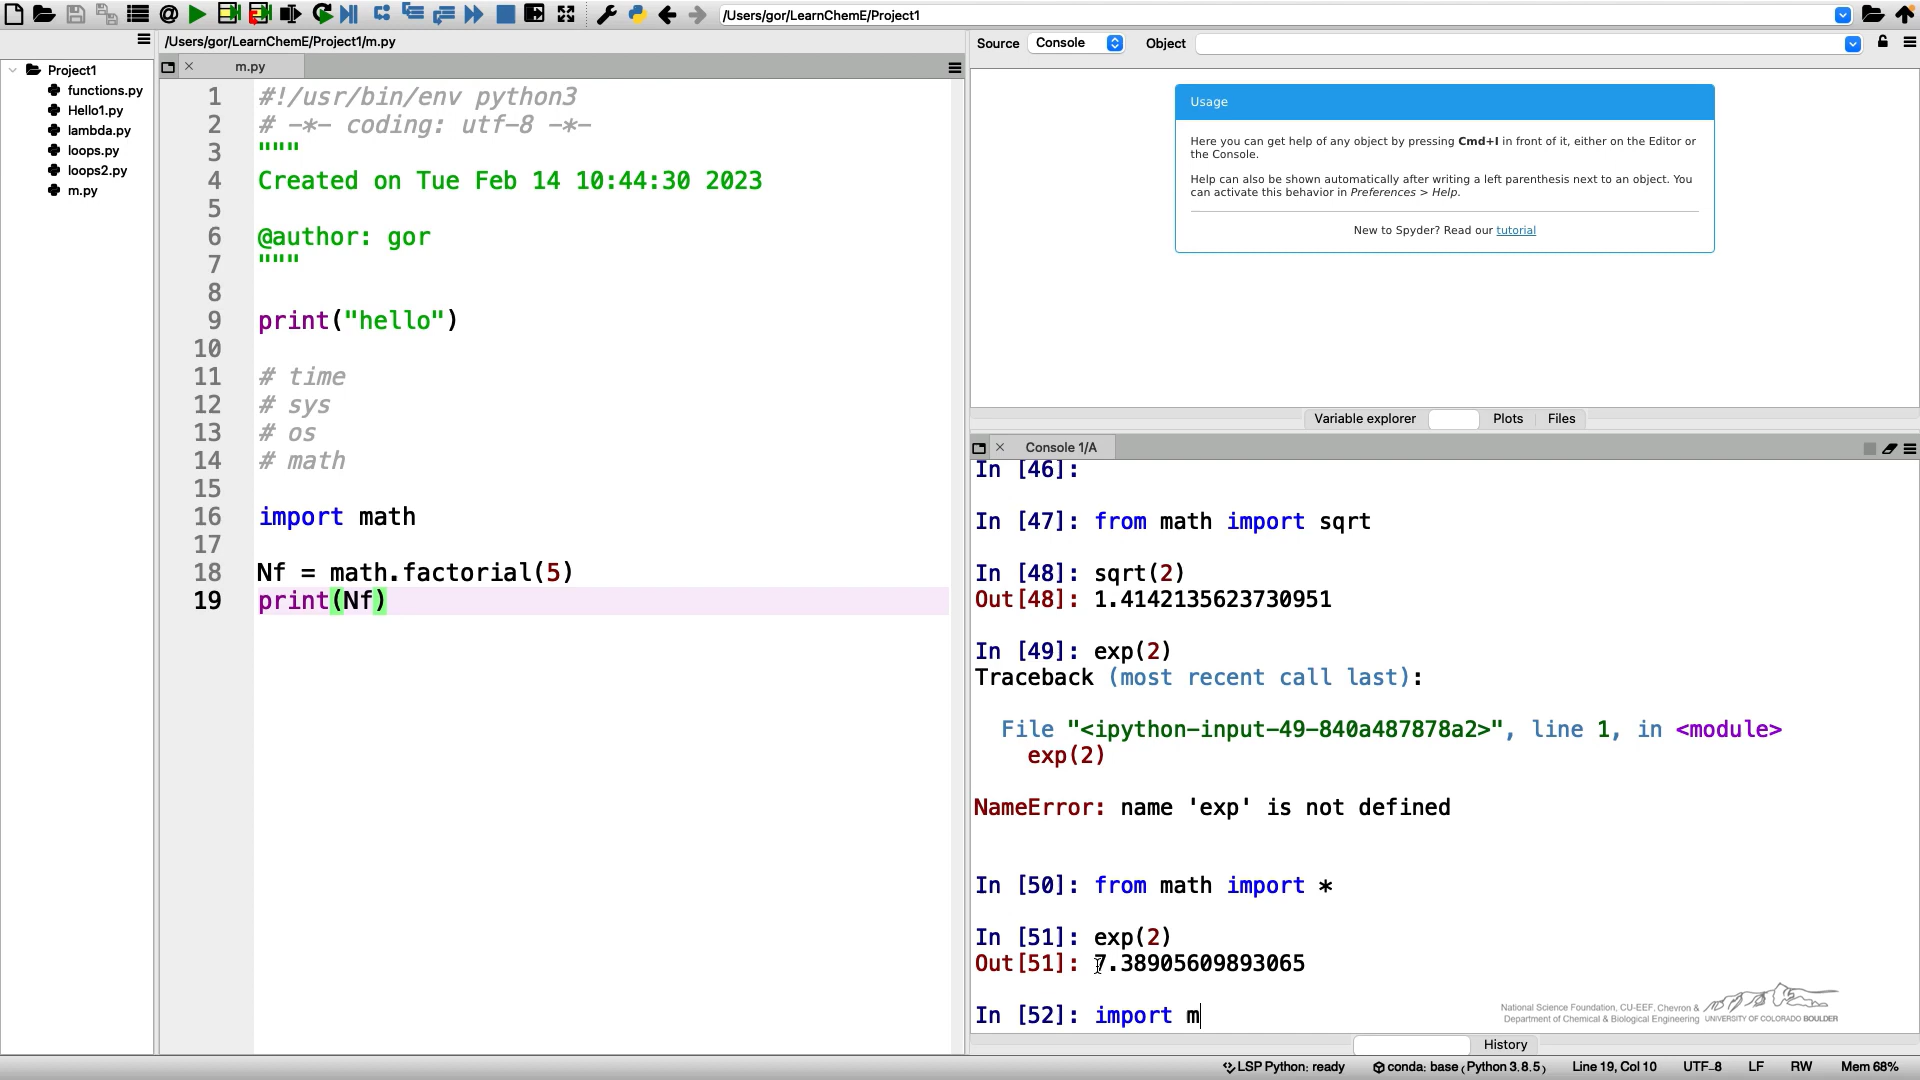 /Users/gor/LearnChemE/Project1
/Users/gor/LearnChemE/Project1/m.py
Source Console Object
Project1
functions.py
Hello1.py
lambda.py
loops.py
loops2.py
m.py
m.py
1 #!/usr/bin/env python3
2 # -*- coding: utf-8 -*-
3 """
4 Created on Tue Feb 14 10:44:30 2023
5
6 @author: gor
7 """
8
9 print("hello")
10
11 # time
12 # sys
13 # os
14 # math
15
16 import math
17
18 Nf = math.factorial(5)
19 print(Nf)
Usage
Here you can get help of any object by pressing Cmd+I in front of it, either on the Editor or
the Console.
Help can also be shown automatically after writing a left parenthesis next to an object. You
can activate this behavior in Preferences > Help.
New to Spyder? Read our tutorial
Variable explorer Plots Files
Console 1/A
In [46]:
In [47]: from math import sqrt
In [48]: sqrt(2)
Out[48]: 1.4142135623730951
In [49]: exp(2)
Traceback (most recent call last):
File "<ipython-input-49-840a487878a2>", line 1, in <module>
exp(2)
NameError: name 'exp' is not defined
In [50]: from math import *
In [51]: exp(2)
Out[51]: 7.38905609893065
In [52]: import m
National Science Foundation, CU-EEF, Chevron &
Department of Chemical & Biological Engineering UNIVERSITY OF COLORADO BOULDER
History
LSP Python: ready conda: base (Python 3.8.5) Line 19, Col 10 UTF-8 LF RW Mem 68%